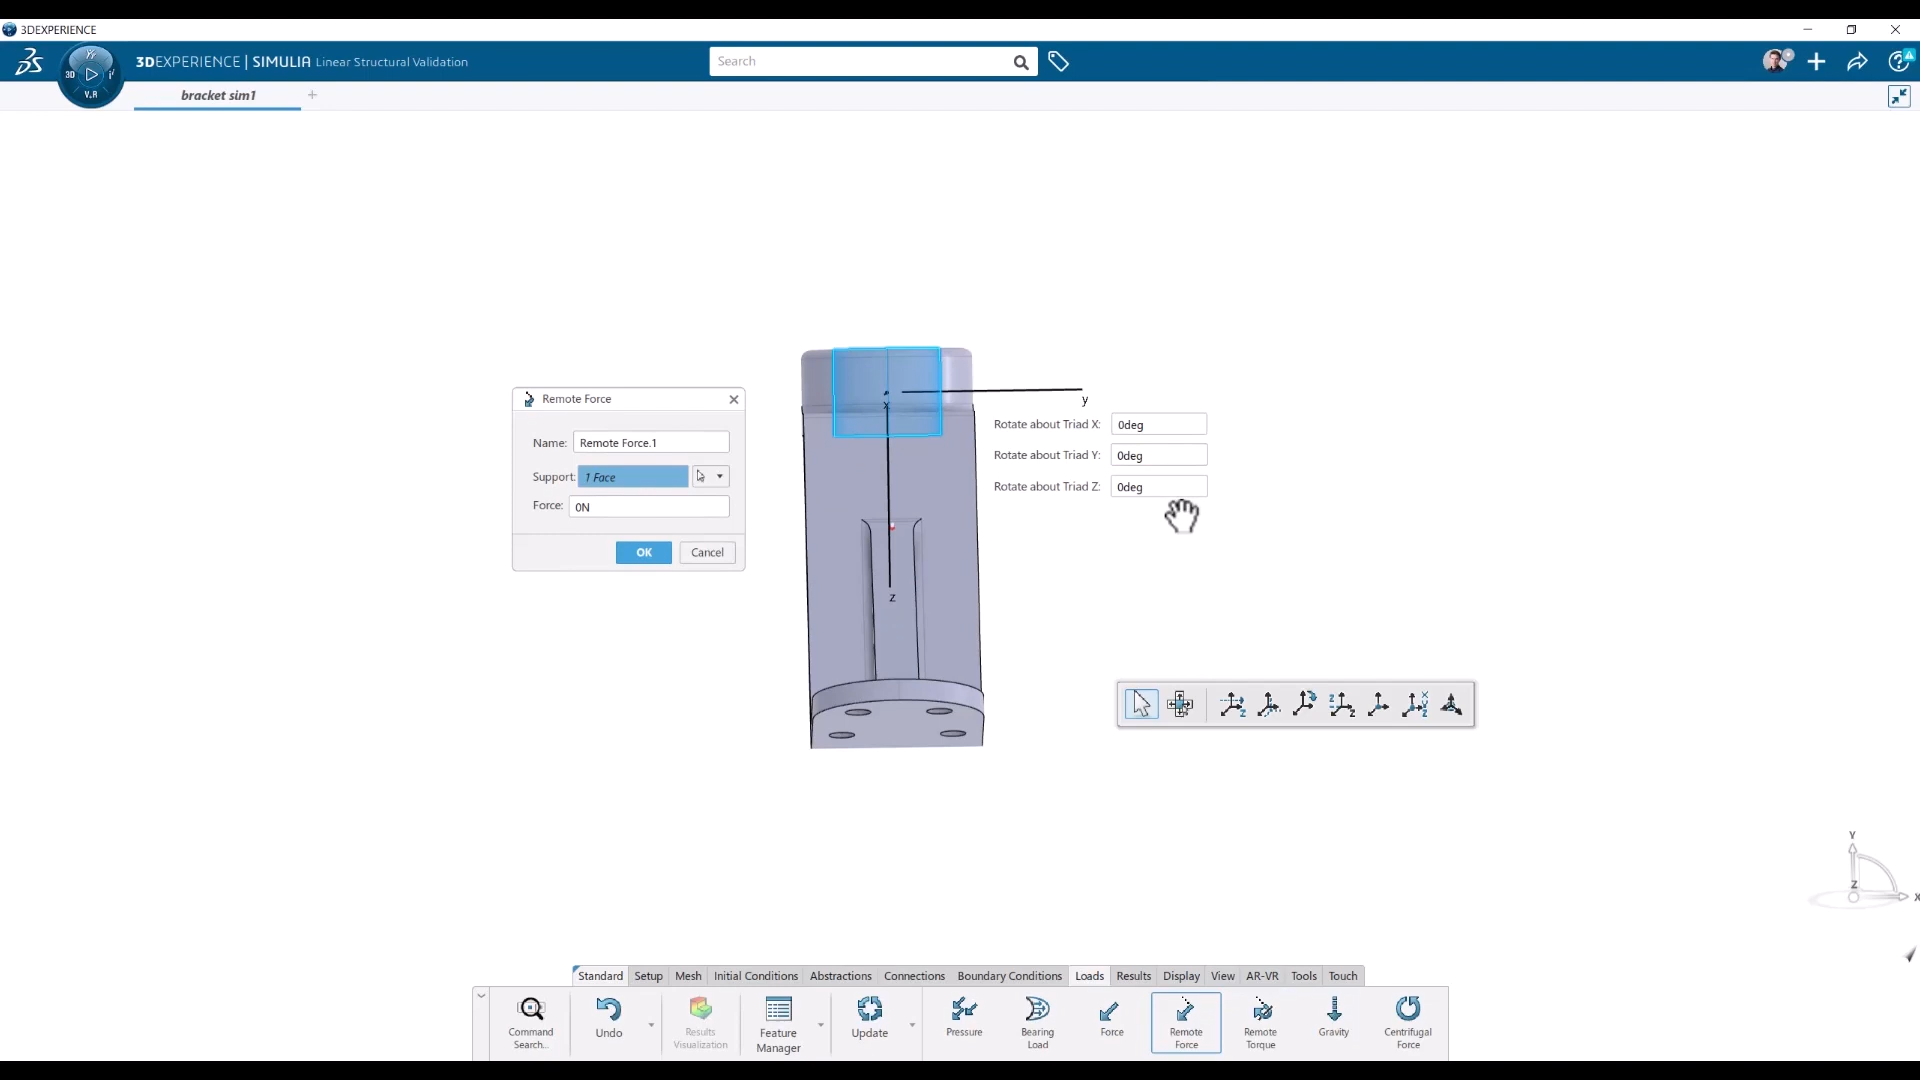 3DEXPERIENCE
3DEXPERIENCE | SIMULIA Linear Structural Validation
Search
3D
V.R
bracket sim1
Remote Force
Name: Remote Force.1
Support: 1 Face
Force: 0N
OK
Cancel
x
y
z
Rotate about Triad X: 0deg
Rotate about Triad Y: 0deg
Rotate about Triad Z: 0deg
Y
Z
X
Standard Setup Mesh Initial Conditions Abstractions Connections Boundary Conditions Loads Results Display View AR-VR Tools Touch
Command Search...
Undo
Results Visualization
Feature Manager
Update
Pressure
Bearing Load
Force
Remote Force
Remote Torque
Gravity
Centrifugal Force